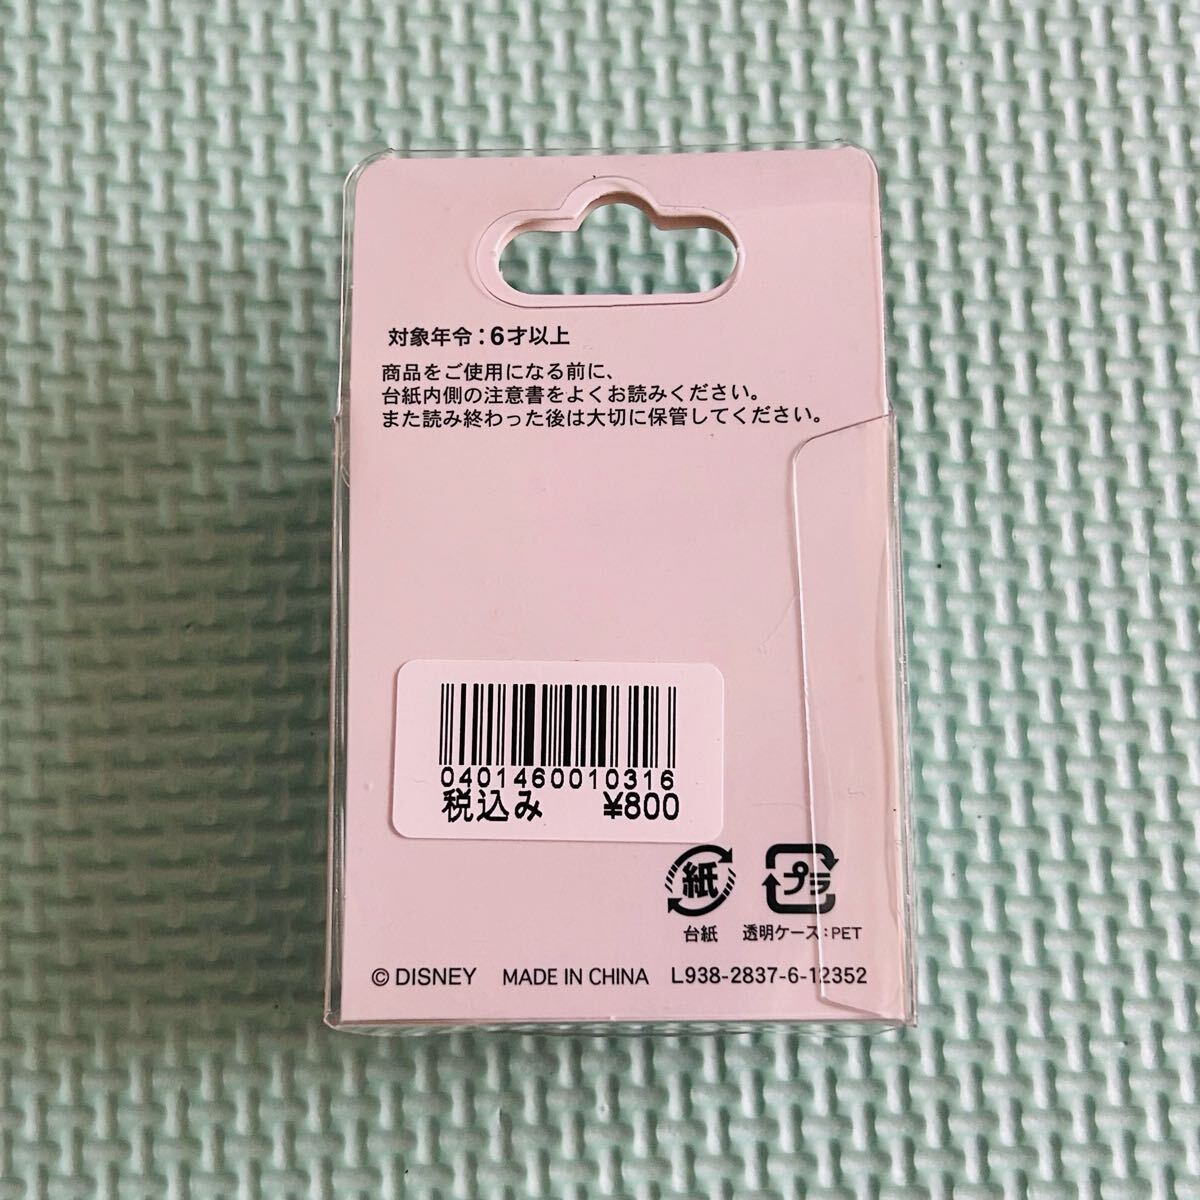 対象年令：6才以上
商品をご使用になる前に、
台紙内側の注意書をよくお読みください。
また読み終わった後は大切に保管してください。
0401460010316
税込み ¥800
紙 プラ
台紙 透明ケース：PET
© DISNEY MADE IN CHINA L938-2837-6-12352